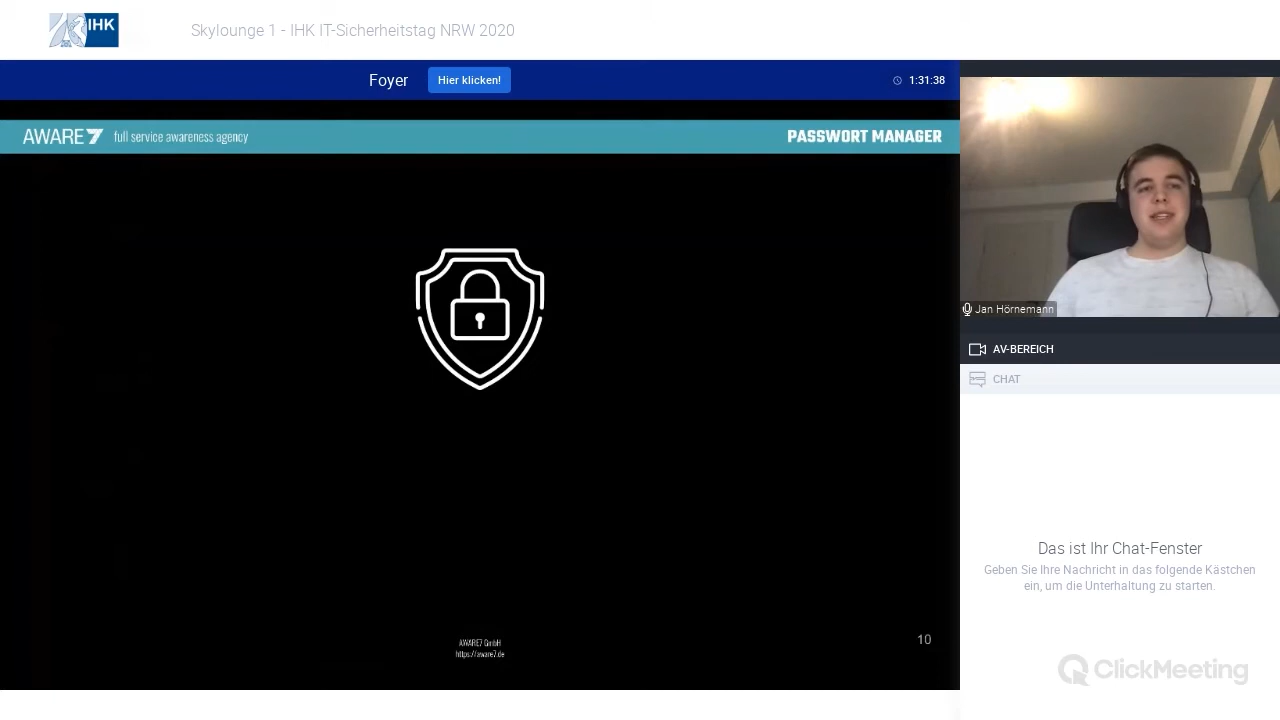 IHK
Skylounge 1 - IHK IT-Sicherheitstag NRW 2020
Foyer
Hier klicken!
1:31:38
AWARE7 full service awareness agency
PASSWORT MANAGER
Jan Hörnemann
AV-BEREICH
CHAT
Das ist Ihr Chat-Fenster
Geben Sie Ihre Nachricht in das folgende Kästchen
ein, um die Unterhaltung zu starten.
AWARE7 GmbH
https://aware7.de
10
ClickMeeting